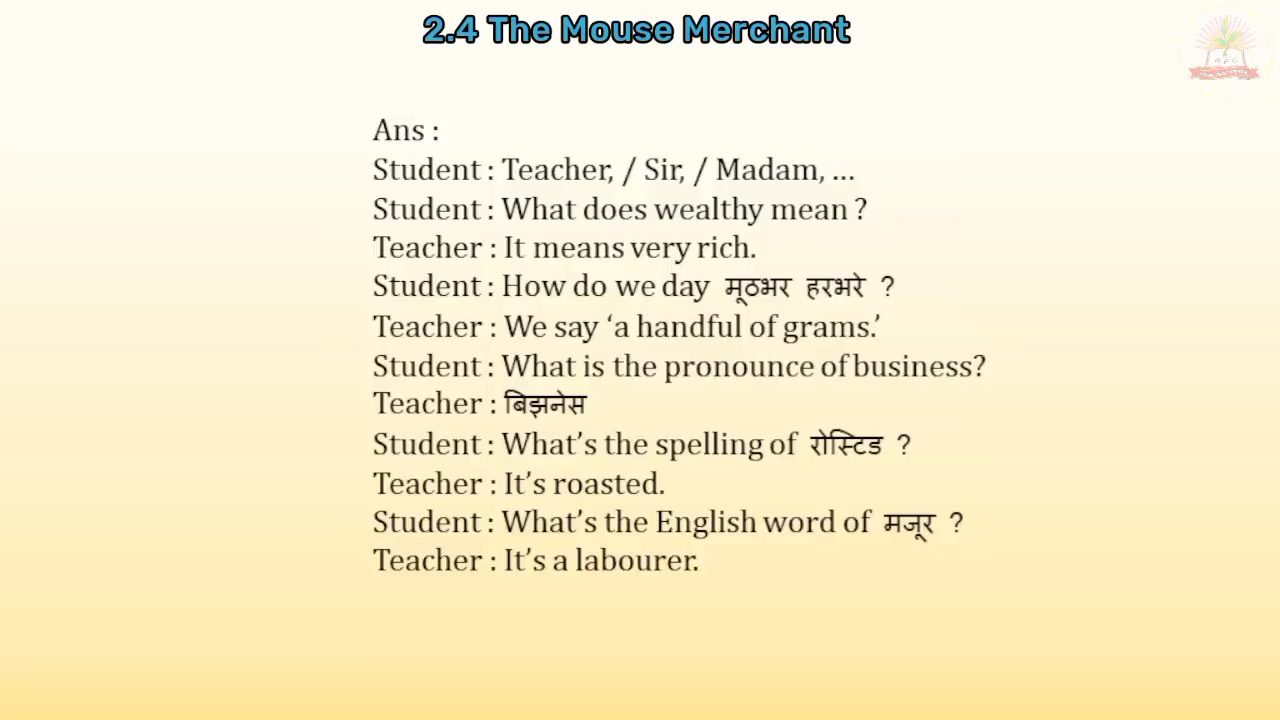 2.4 The Mouse Merchant
Ans :
Student : Teacher, / Sir, / Madam, ...
Student : What does wealthy mean ?
Teacher : It means very rich.
Student : How do we day मूठभर हरभरे ?
Teacher : We say ‘a handful of grams.’
Student : What is the pronounce of business?
Teacher : बिझनेस
Student : What’s the spelling of रोस्टिड ?
Teacher : It’s roasted.
Student : What’s the English word of मजूर ?
Teacher : It’s a labourer.